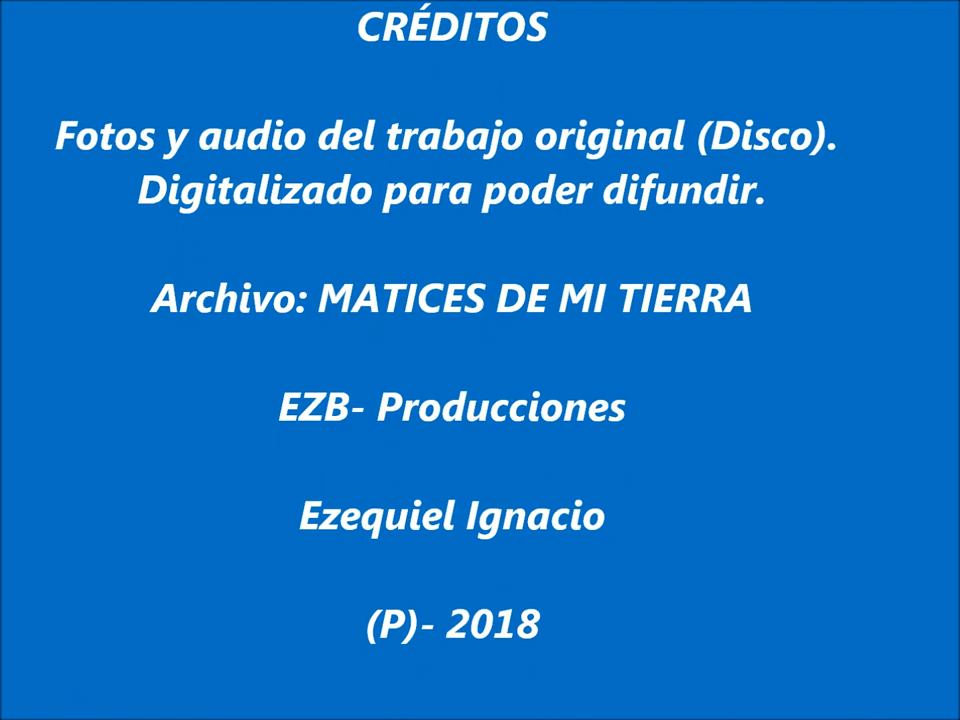 CRÉDITOS
Fotos y audio del trabajo original (Disco).
Digitalizado para poder difundir.
Archivo: MATICES DE MI TIERRA
EZB- Producciones
Ezequiel Ignacio
(P)- 2018